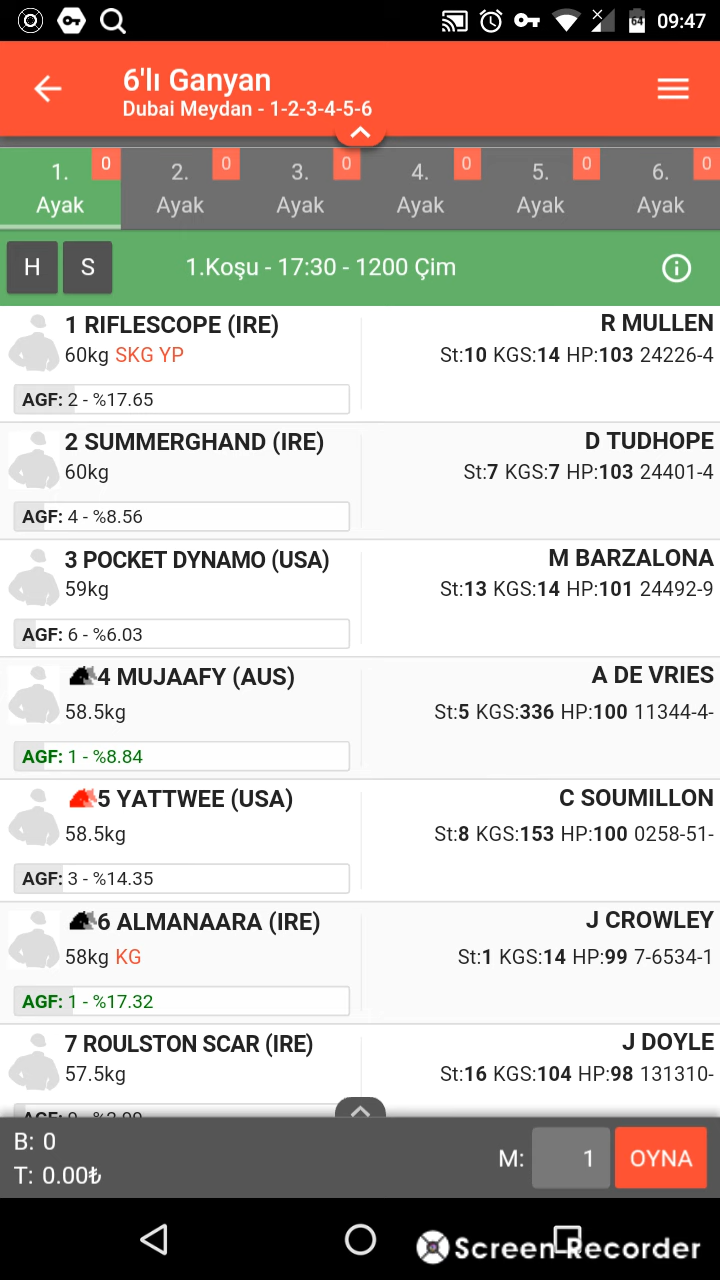 64 09:47
6'lı Ganyan
Dubai Meydan - 1-2-3-4-5-6
1. Ayak 0
2. Ayak 0
3. Ayak 0
4. Ayak 0
5. Ayak 0
6. Ayak 0
H S 1.Koşu - 17:30 - 1200 Çim
1 RIFLESCOPE (IRE) R MULLEN
60kg SKG YP St:10 KGS:14 HP:103 24226-4
AGF: 2 - %17.65
2 SUMMERGHAND (IRE) D TUDHOPE
60kg St:7 KGS:7 HP:103 24401-4
AGF: 4 - %8.56
3 POCKET DYNAMO (USA) M BARZALONA
59kg St:13 KGS:14 HP:101 24492-9
AGF: 6 - %6.03
4 MUJAAFY (AUS) A DE VRIES
58.5kg St:5 KGS:336 HP:100 11344-4-
AGF: 1 - %8.84
5 YATTWEE (USA) C SOUMILLON
58.5kg St:8 KGS:153 HP:100 0258-51-
AGF: 3 - %14.35
6 ALMANAARA (IRE) J CROWLEY
58kg KG St:1 KGS:14 HP:99 7-6534-1
AGF: 1 - %17.32
7 ROULSTON SCAR (IRE) J DOYLE
57.5kg St:16 KGS:104 HP:98 131310-
B: 0
T: 0.00₺
M: 1 OYNA
Screen Recorder